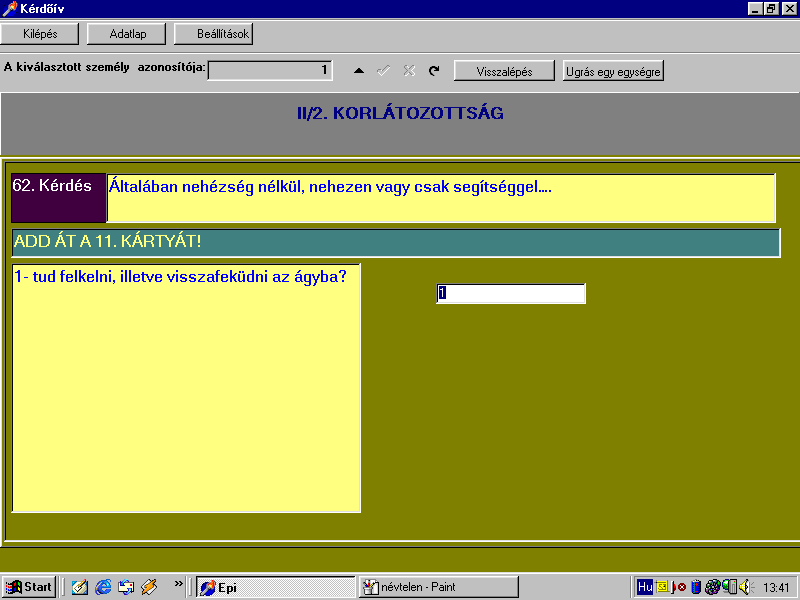 Kérdőív
Kilépés Adatlap Beállítások
A kiválasztott személy azonosítója: 1 Visszalépés Ugrás egy egységre
II/2. KORLÁTOZOTTSÁG
62. Kérdés Általában nehézség nélkül, nehezen vagy csak segítséggel....
ADD ÁT A 11. KÁRTYÁT!
1- tud felkelni, illetve visszafeküdni az ágyba?
1
Start » Epi névtelen - Paint Hu 13:41